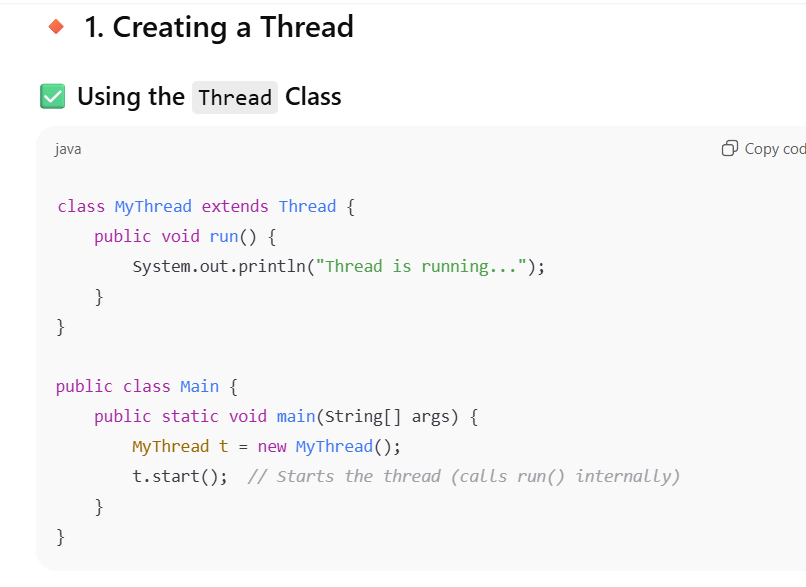 1. Creating a Thread
Using the Thread Class
java
Copy cod
class MyThread extends Thread {
    public void run() {
        System.out.println("Thread is running...");
    }
}
public class Main {
    public static void main(String[] args) {
        MyThread t = new MyThread();
        t.start();  // Starts the thread (calls run() internally)
    }
}